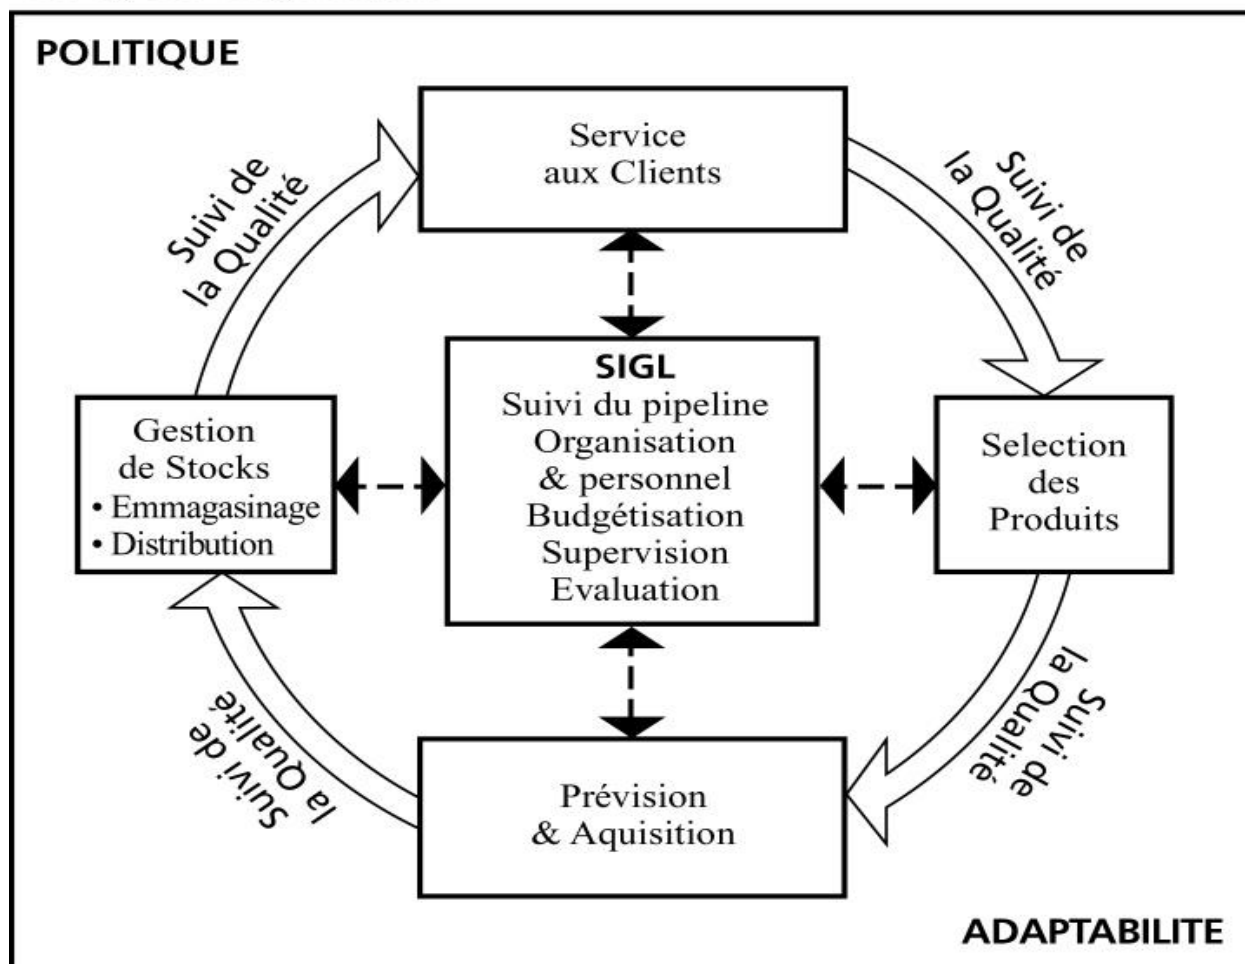 POLITIQUE
Service
aux Clients
Suivi de
la Qualité
Suivi de
la Qualité
SIGL
Suivi du pipeline
Organisation
& personnel
Budgétisation
Supervision
Evaluation
Gestion
de Stocks
• Emmagasinage
• Distribution
Selection
des
Produits
Suivi de
la Qualité
Suivi de
la Qualité
Prévision
& Aquisition
ADAPTABILITE